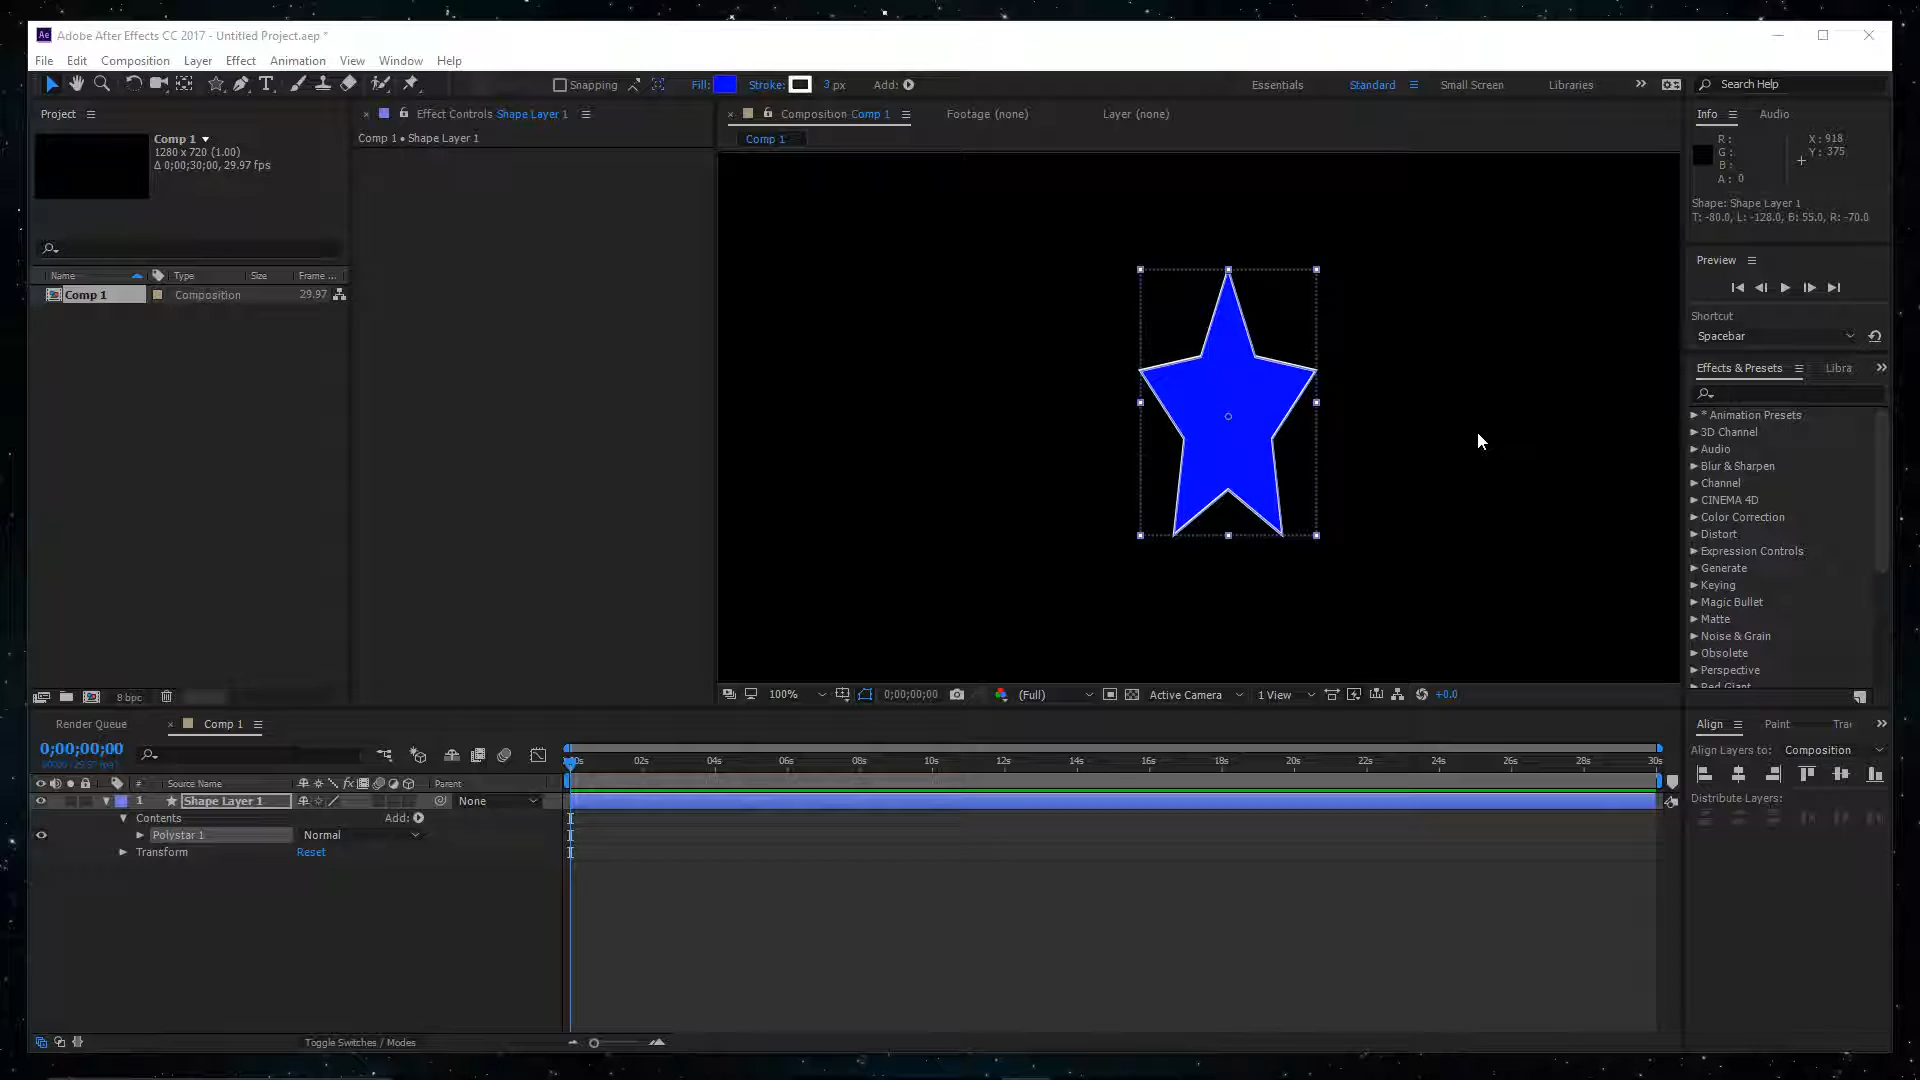 Adobe After Effects CC 2017 - Untitled Project.aep *
File Edit Composition Layer Effect Animation View Window Help
Snapping Fill: Stroke: 3 px Add: Essentials Standard Small Screen Libraries Search Help
Project
Comp 1
1280 x 720 (1.00)
Δ 0;00;30;00, 29.97 fps
Name Type Size Frame ...
Comp 1 Composition 29.97
8 bpc
Effect Controls Shape Layer 1
Comp 1 • Shape Layer 1
Composition Comp 1 Footage (none) Layer (none)
Comp 1
100% 0;00;00;00 (Full) Active Camera 1 View +0.0
Info Audio
R: X: 918
G: Y: 375
B:
A: 0
Shape: Shape Layer 1
T: -80.0, L: -128.0, B: 55.0, R: -70.0
Preview
Shortcut
Spacebar
Effects & Presets Libra
* Animation Presets
3D Channel
Audio
Blur & Sharpen
Channel
CINEMA 4D
Color Correction
Distort
Expression Controls
Generate
Keying
Magic Bullet
Matte
Noise & Grain
Obsolete
Perspective
Red Giant
Render Queue Comp 1
0;00;00;00
# Source Name fx Parent
1 Shape Layer 1 None
Contents Add:
Polystar 1 Normal
Transform Reset
02s 04s 06s 08s 10s 12s 14s 16s 18s 20s 22s 24s 26s 28s 30s
Toggle Switches / Modes
Align Paint Tra
Align Layers to: Composition
Distribute Layers: